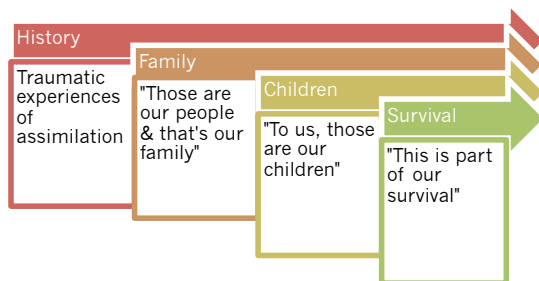 History
Traumatic
experiences
of
assimilation
Family
"Those are
our people
& that's our
family"
Children
"To us, those
are our
children"
Survival
"This is part
of our
survival"